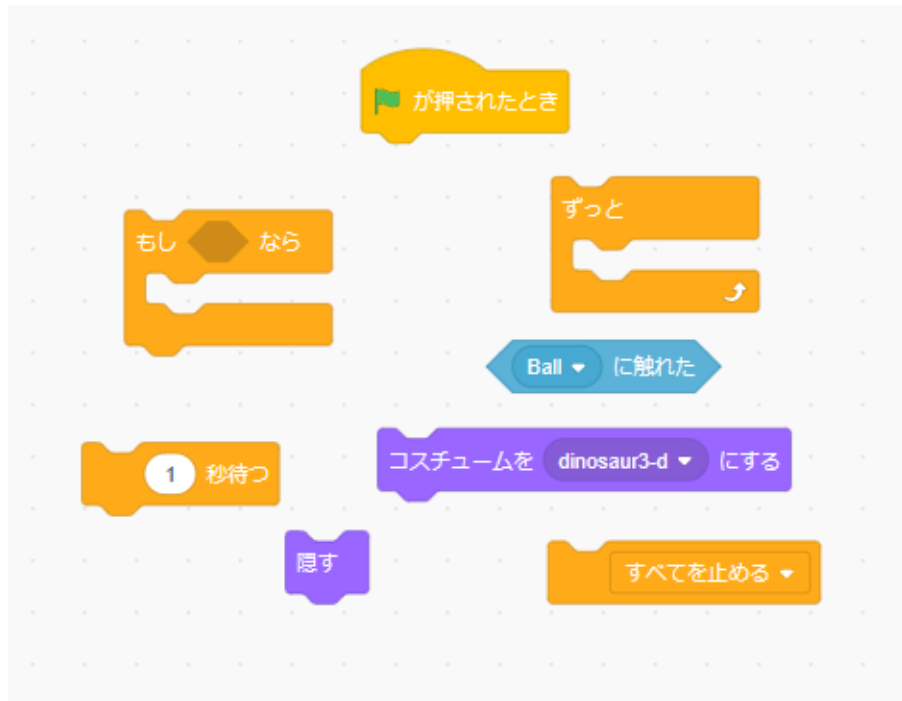 が押されたとき
ずっと
もし なら
Ball に触れた
コスチュームを dinosaur3-d にする
1 秒待つ
隠す
すべてを止める